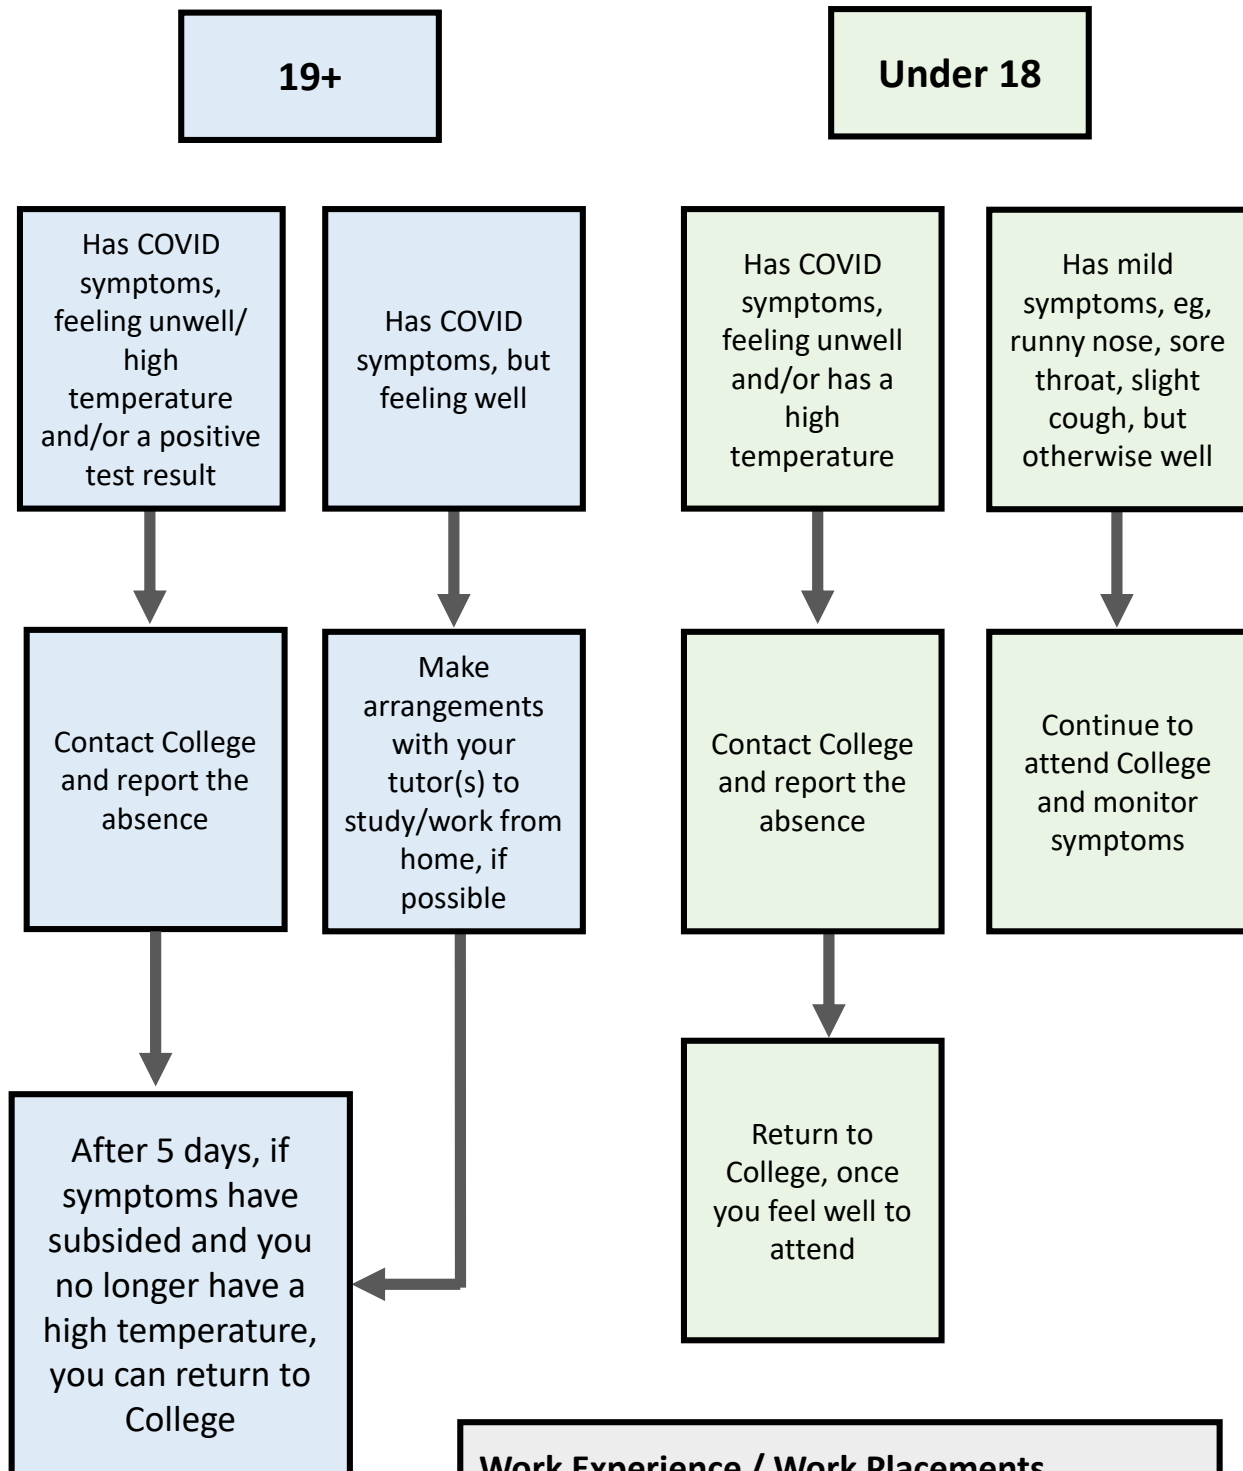 19+
Under 18
Has COVID
symptoms,
feeling unwell/
high
temperature
and/or a positive
test result
Has COVID
symptoms, but
feeling well
Has COVID
symptoms,
feeling unwell
and/or has a
high
temperature
Has mild
symptoms, eg,
runny nose, sore
throat, slight
cough, but
otherwise well
Contact College
and report the
absence
Make
arrangements
with your
tutor(s) to
study/work from
home, if
possible
Contact College
and report the
absence
Continue to
attend College
and monitor
symptoms
After 5 days, if
symptoms have
subsided and you
no longer have a
high temperature,
you can return to
College
Return to
College, once
you feel well to
attend
Work Experience / Work Placements